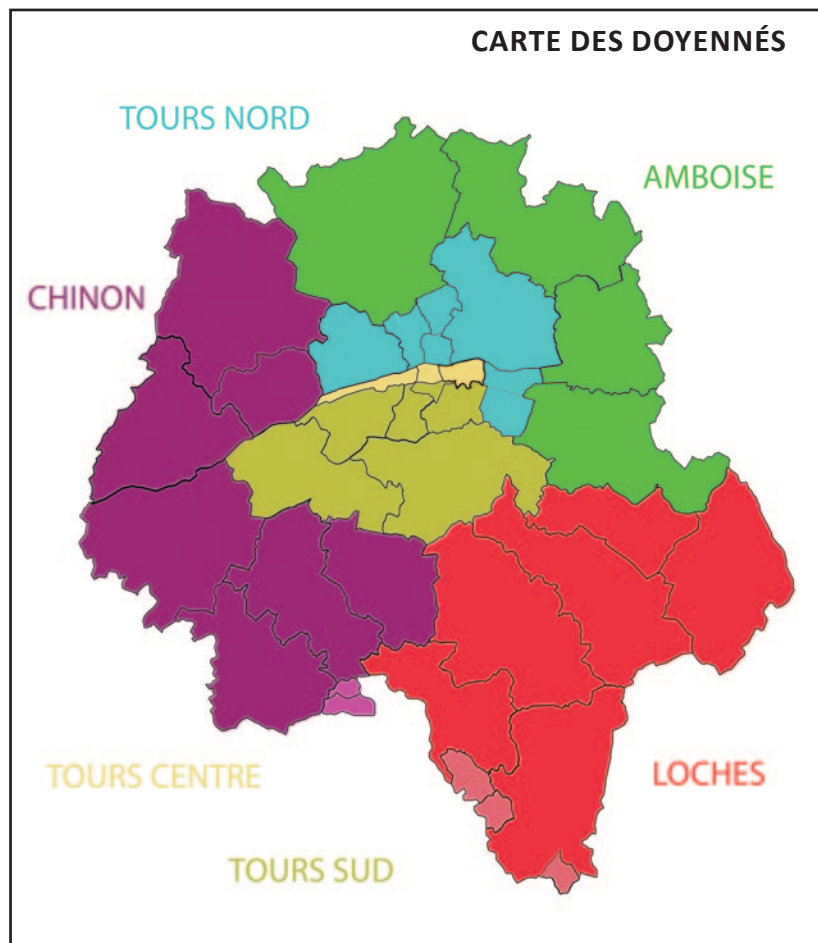 CARTE DES DOYENNÉS
TOURS NORD
AMBOISE
CHINON
TOURS CENTRE
LOCHES
TOURS SUD